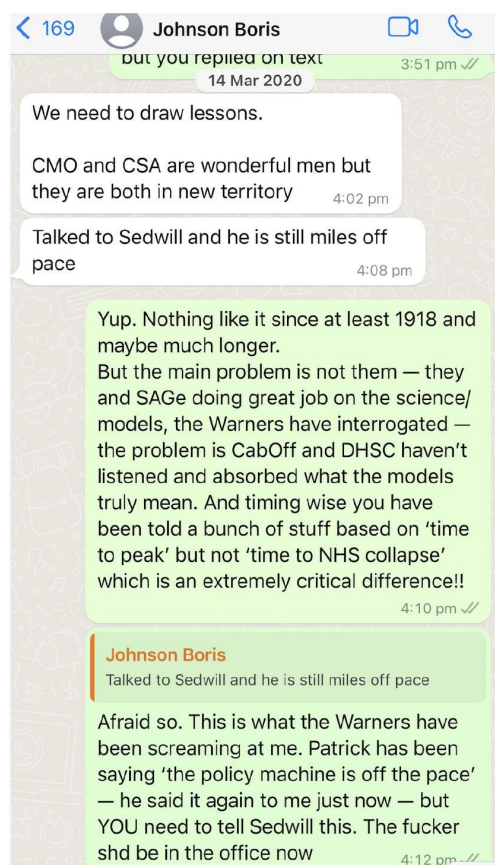 169
Johnson Boris
but you replied on text
3:51 pm
14 Mar 2020
We need to draw lessons.
CMO and CSA are wonderful men but
they are both in new territory
4:02 pm
Talked to Sedwill and he is still miles off
pace
4:08 pm
Yup. Nothing like it since at least 1918 and
maybe much longer.
But the main problem is not them — they
and SAGe doing great job on the science/
models, the Warners have interrogated —
the problem is CabOff and DHSC haven't
listened and absorbed what the models
truly mean. And timing wise you have
been told a bunch of stuff based on ‘time
to peak’ but not ‘time to NHS collapse’
which is an extremely critical difference!!
4:10 pm
Johnson Boris
Talked to Sedwill and he is still miles off pace
Afraid so. This is what the Warners have
been screaming at me. Patrick has been
saying ‘the policy machine is off the pace’
— he said it again to me just now — but
YOU need to tell Sedwill this. The fucker
shd be in the office now
4:12 pm